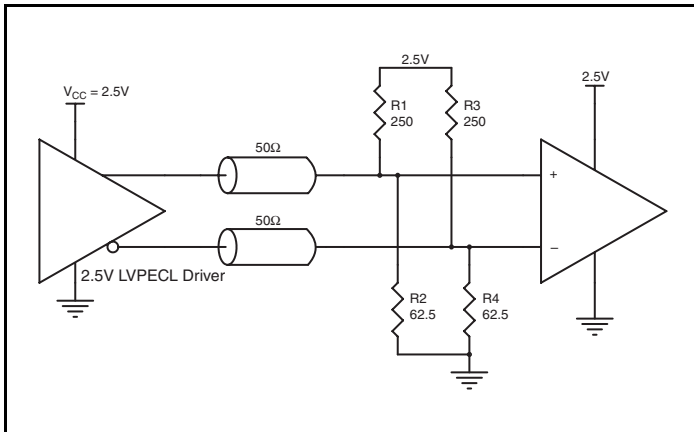 2.5V
2.5V
V_CC = 2.5V
R1
250
R3
250
50Ω
+
50Ω
–
2.5V LVPECL Driver
R2
62.5
R4
62.5